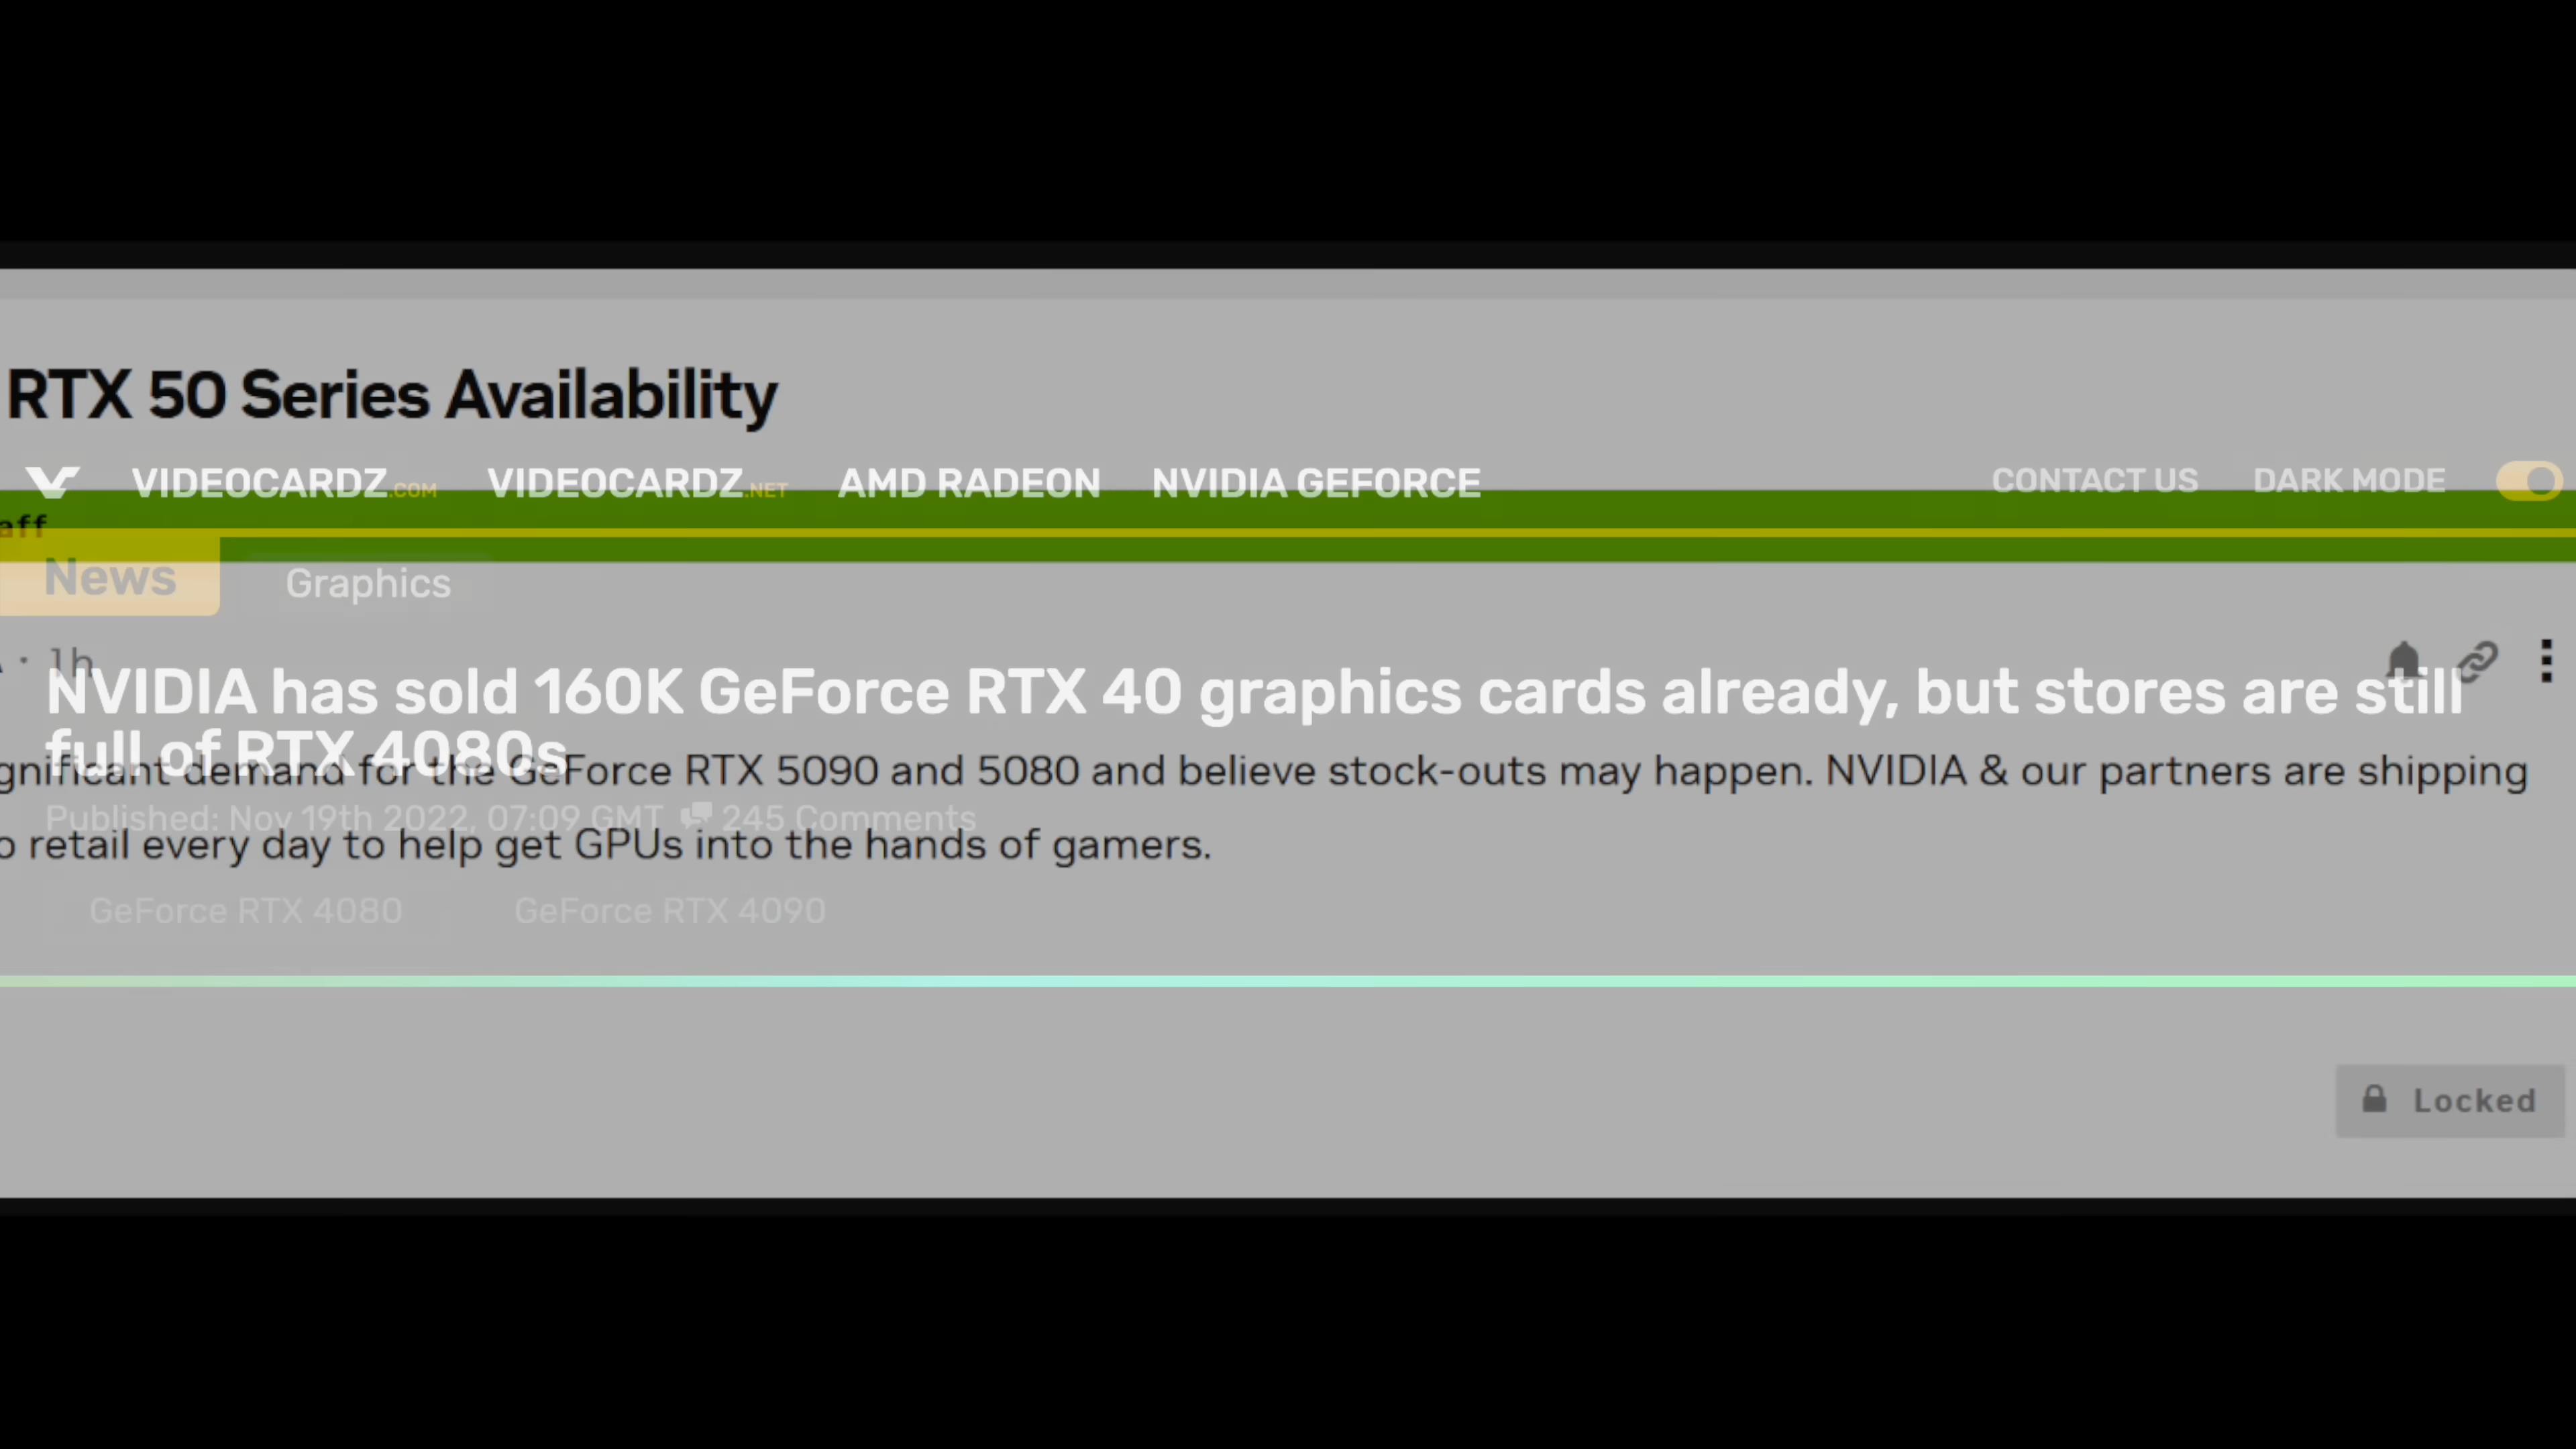 RTX 50 Series Availability
VIDEOCARDZ.COM VIDEOCARDZ.NET AMD RADEON NVIDIA GEFORCE CONTACT US DARK MODE
aff
News Graphics
· 1h
NVIDIA has sold 160K GeForce RTX 40 graphics cards already, but stores are still
full of RTX 4080s
gnificant demand for the GeForce RTX 5090 and 5080 and believe stock-outs may happen. NVIDIA & our partners are shipping
Published: Nov 19th 2022, 07:09 GMT 245 Comments
o retail every day to help get GPUs into the hands of gamers.
GeForce RTX 4080 GeForce RTX 4090
Locked